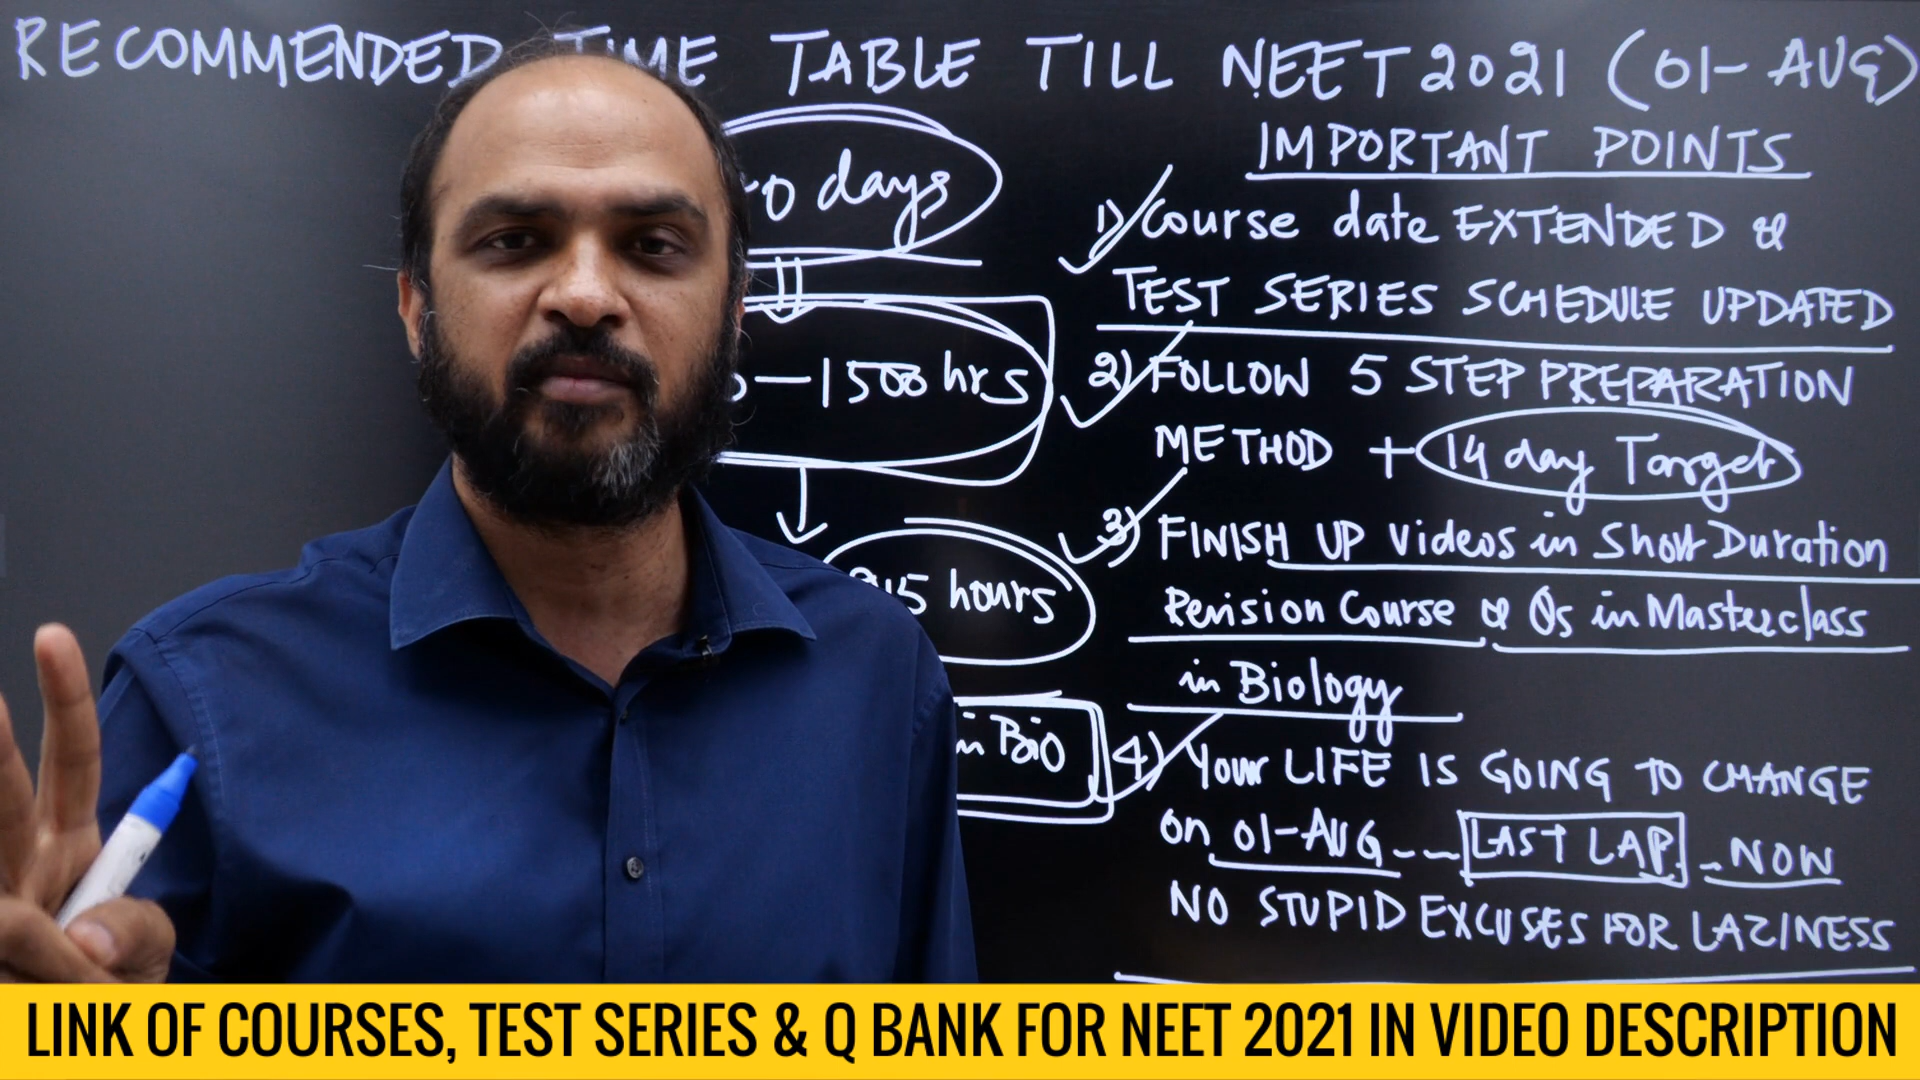 RECOMMENDED TIME TABLE TILL NEET 2021 (01-AUG)
0 days
-1500 hrs
15 hours
in Bio
IMPORTANT POINTS
1) Course date EXTENDED &
TEST SERIES SCHEDULE UPDATED
2) FOLLOW 5 STEP PREPARATION
METHOD + 14 day Target
3) FINISH UP Videos in Short Duration
Revision Course & Qs in Masterclass
in Biology
4) Your LIFE IS GOING TO CHANGE
on 01-AUG -- LAST LAP - NOW
NO STUPID EXCUSES FOR LAZINESS
LINK OF COURSES, TEST SERIES & Q BANK FOR NEET 2021 IN VIDEO DESCRIPTION